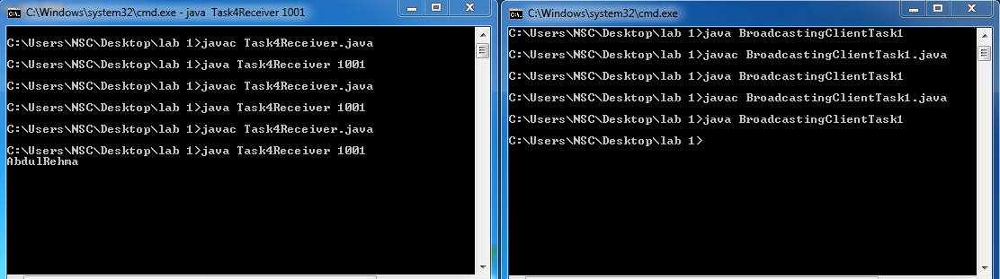 C:\Windows\system32\cmd.exe - java  Task4Receiver 1001
C:\Users\NSC\Desktop\lab 1>javac Task4Receiver.java
C:\Users\NSC\Desktop\lab 1>java Task4Receiver 1001
C:\Users\NSC\Desktop\lab 1>javac Task4Receiver.java
C:\Users\NSC\Desktop\lab 1>java Task4Receiver 1001
C:\Users\NSC\Desktop\lab 1>javac Task4Receiver.java
C:\Users\NSC\Desktop\lab 1>java Task4Receiver 1001
AbdulRehma
C:\Windows\system32\cmd.exe
C:\Users\NSC\Desktop\lab 1>java BroadcastingClientTask1
C:\Users\NSC\Desktop\lab 1>javac BroadcastingClientTask1.java
C:\Users\NSC\Desktop\lab 1>java BroadcastingClientTask1
C:\Users\NSC\Desktop\lab 1>javac BroadcastingClientTask1.java
C:\Users\NSC\Desktop\lab 1>java BroadcastingClientTask1
C:\Users\NSC\Desktop\lab 1>